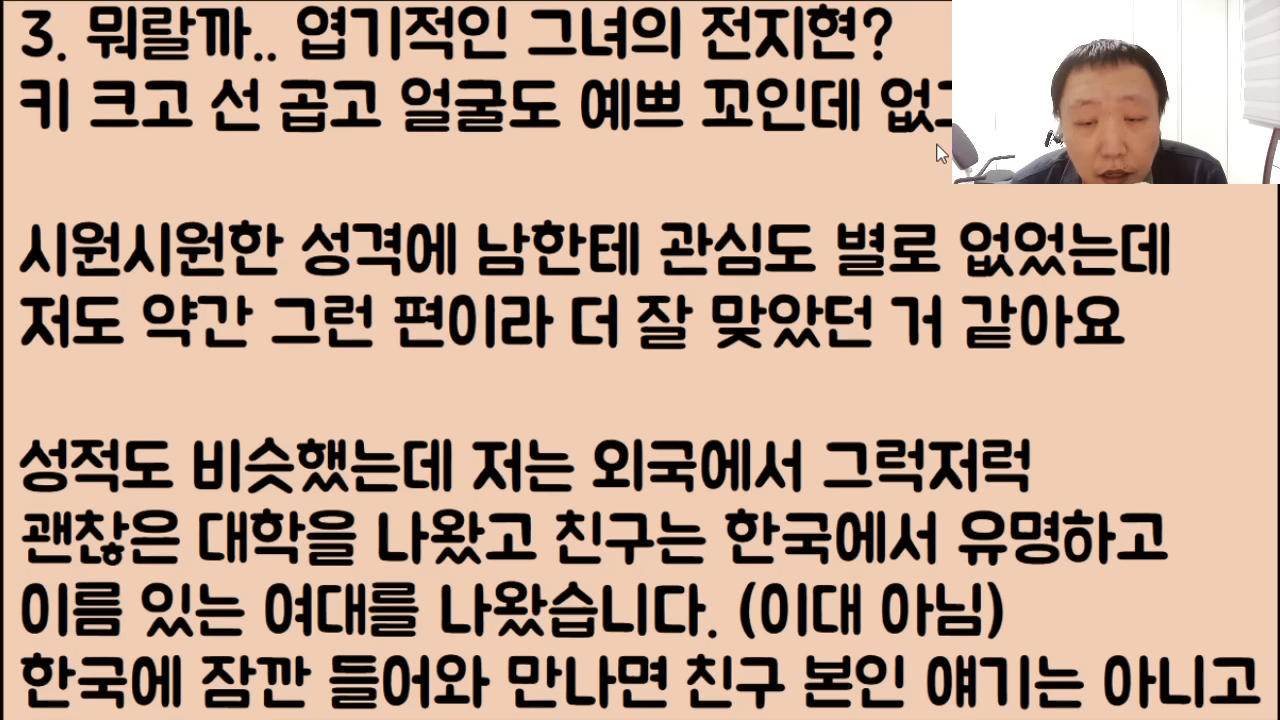 3. 뭐랄까.. 엽기적인 그녀의 전지현?
키 크고 선 곱고 얼굴도 예쁘 꼬인데 없고
시원시원한 성격에 남한테 관심도 별로 없었는데
저도 약간 그런 편이라 더 잘 맞았던 거 같아요
성적도 비슷했는데 저는 외국에서 그럭저럭
괜찮은 대학을 나왔고 친구는 한국에서 유명하고
이름 있는 여대를 나왔습니다. (이대 아님)
한국에 잠깐 들어와 만나면 친구 본인 얘기는 아니고